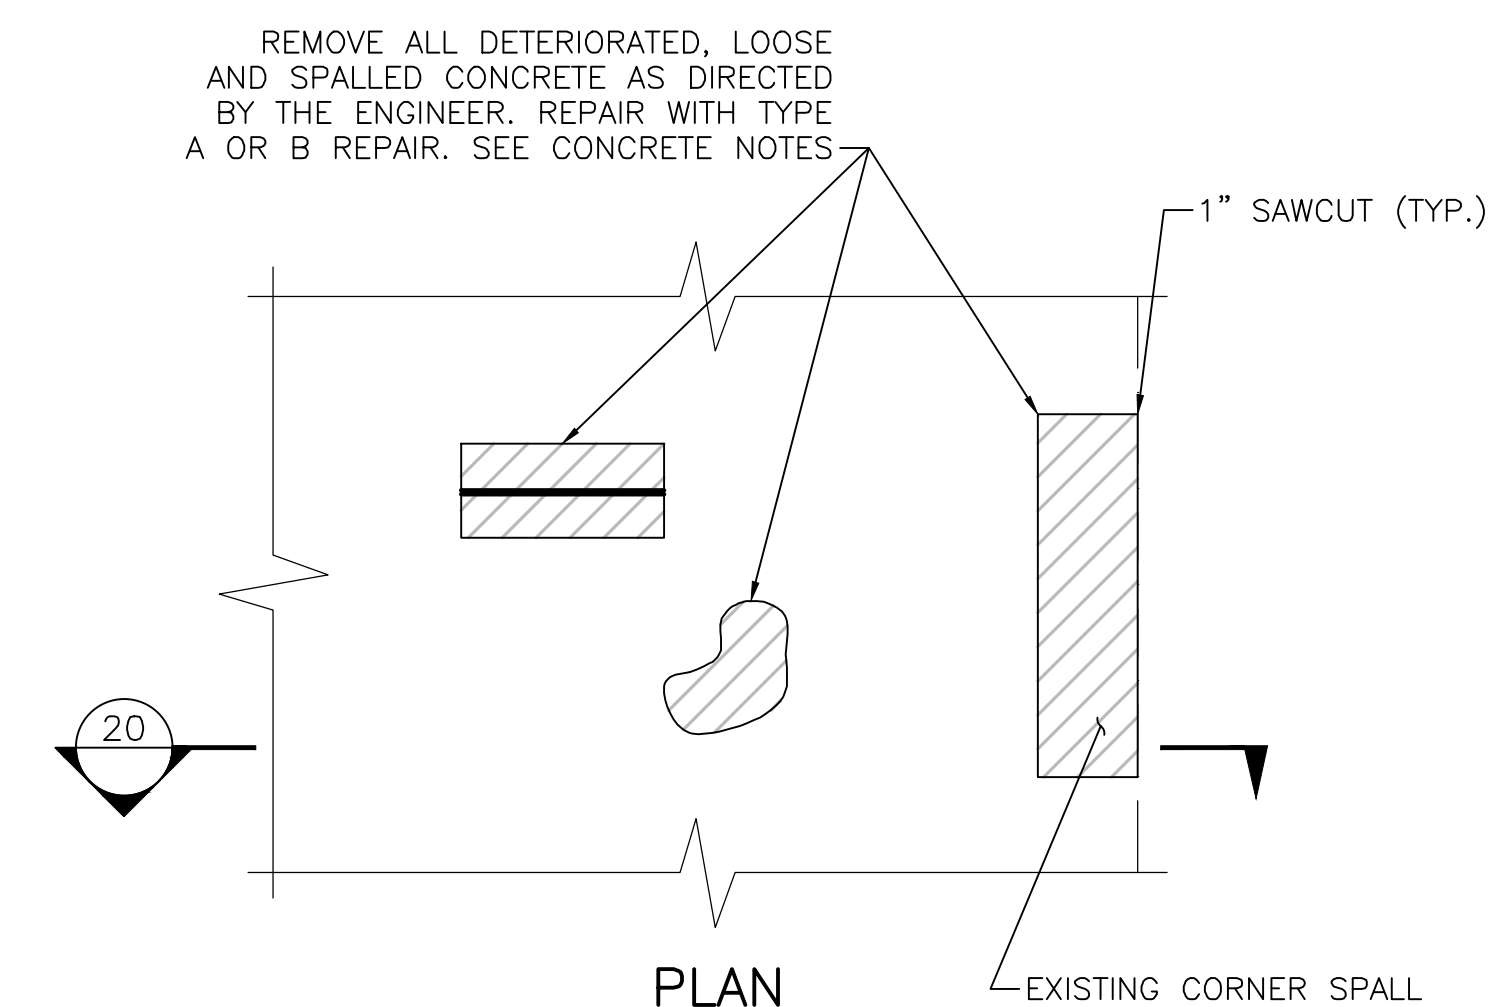 REMOVE ALL DETERIORATED, LOOSE
AND SPALLED CONCRETE AS DIRECTED
BY THE ENGINEER. REPAIR WITH TYPE
A OR B REPAIR. SEE CONCRETE NOTES
1” SAWCUT (TYP.)
20
EXISTING CORNER SPALL
PLAN